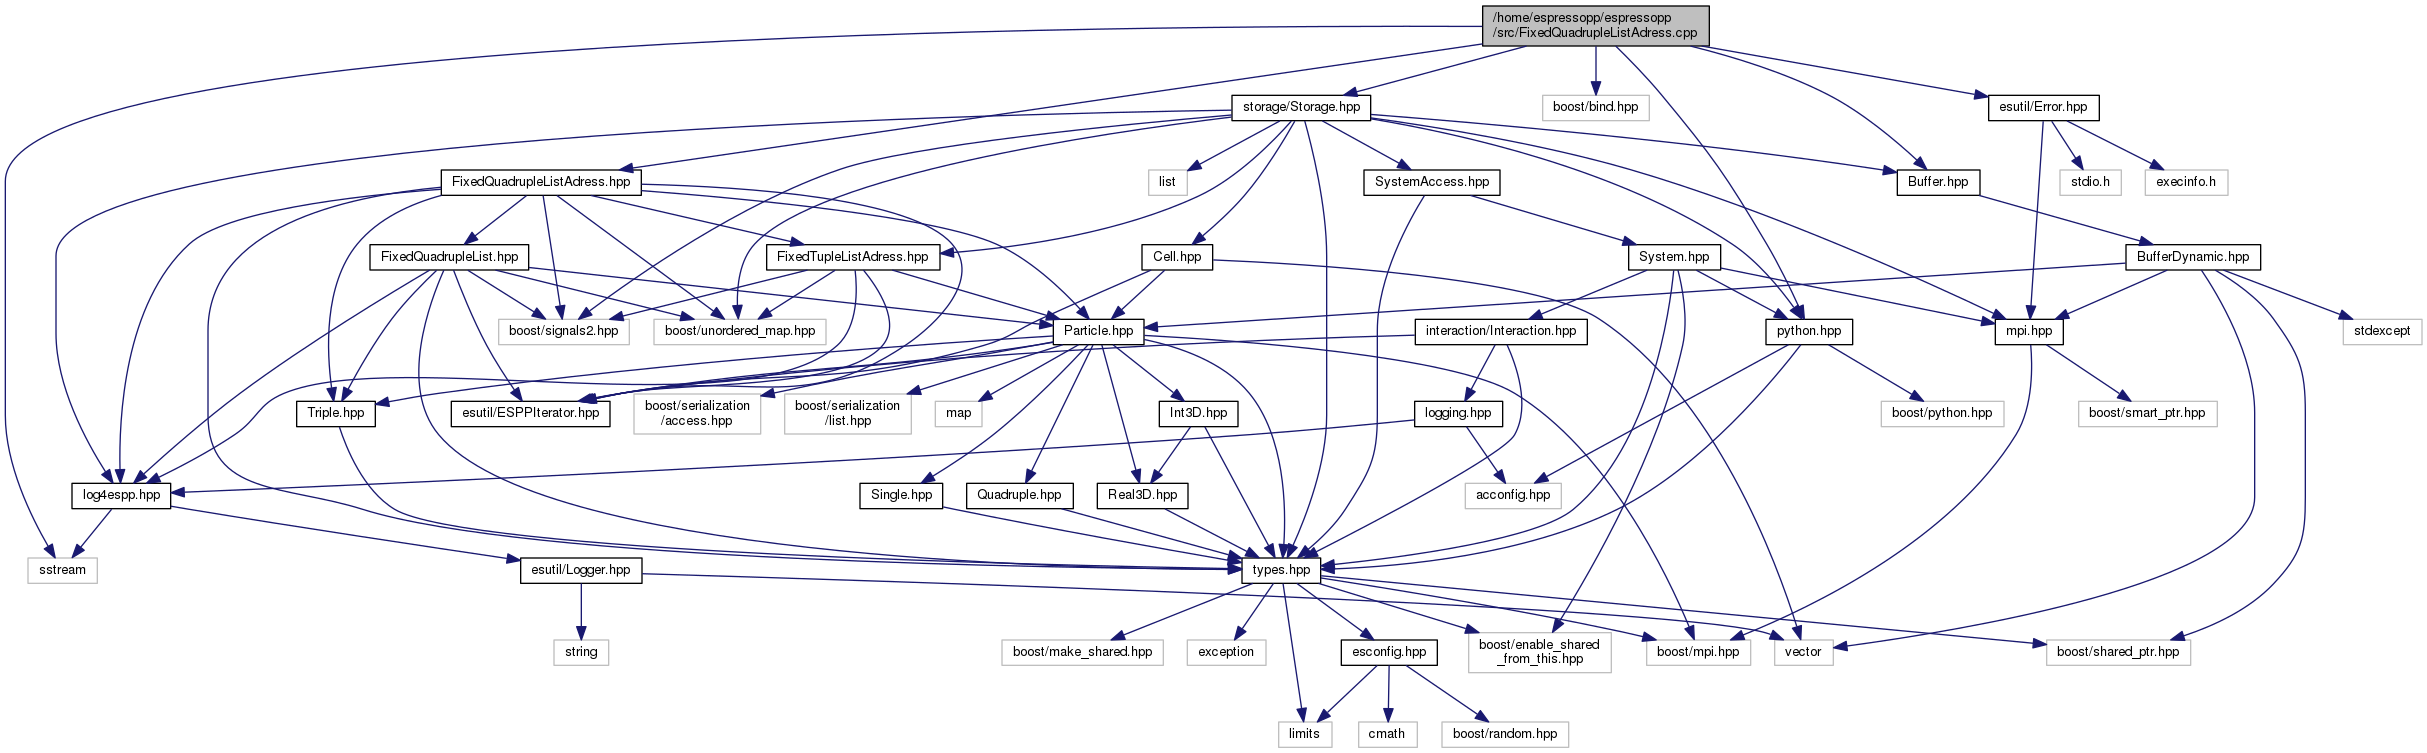 /home/espressopp/espressopp
/src/FixedQuadrupleListAdress.cpp
storage/Storage.hpp
boost/bind.hpp
esutil/Error.hpp
FixedQuadrupleListAdress.hpp
list
SystemAccess.hpp
Buffer.hpp
stdio.h
execinfo.h
FixedQuadrupleList.hpp
FixedTupleListAdress.hpp
Cell.hpp
System.hpp
BufferDynamic.hpp
boost/signals2.hpp
boost/unordered_map.hpp
Particle.hpp
interaction/Interaction.hpp
python.hpp
mpi.hpp
stdexcept
Triple.hpp
esutil/ESPPIterator.hpp
boost/serialization
/access.hpp
boost/serialization
/list.hpp
map
Int3D.hpp
logging.hpp
boost/python.hpp
boost/smart_ptr.hpp
log4espp.hpp
Single.hpp
Quadruple.hpp
Real3D.hpp
acconfig.hpp
sstream
esutil/Logger.hpp
types.hpp
string
boost/make_shared.hpp
exception
esconfig.hpp
boost/enable_shared
_from_this.hpp
boost/mpi.hpp
vector
boost/shared_ptr.hpp
limits
cmath
boost/random.hpp